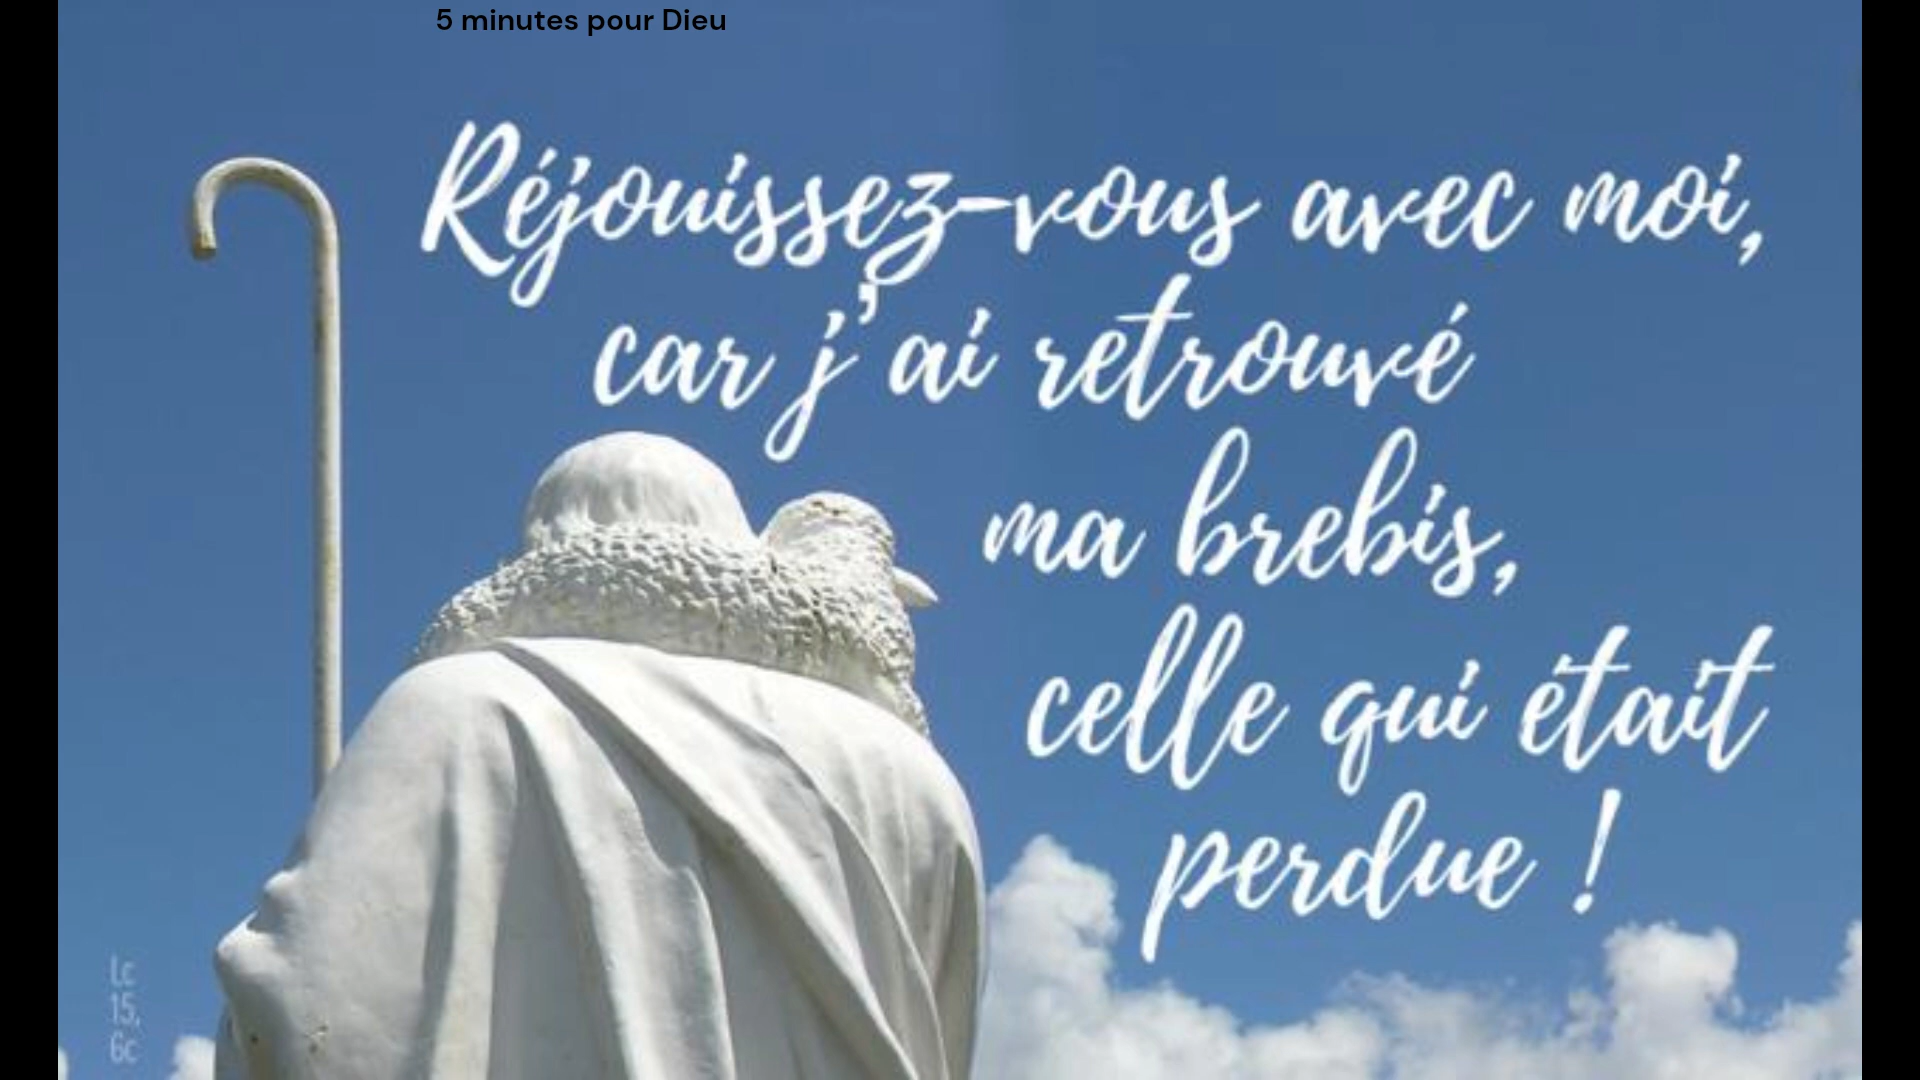 5 minutes pour Dieu
Réjouissez-vous avec moi,
car j'ai retrouvé
ma brebis,
celle qui était
perdue !
Lc
15,
6c